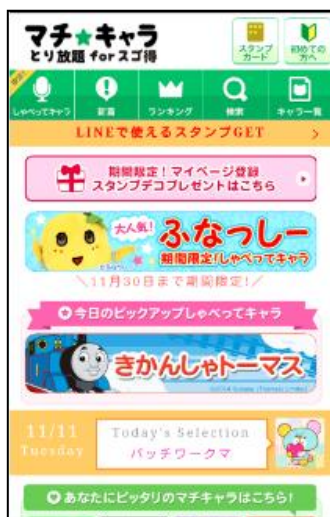 マチ★キャラ
とり放題 for スゴ得
スタンプ
カード
初めての
方へ
しゃべってキャラ
新着
ランキング
検索
キャラ一覧
LINEで使えるスタンプGET
期間限定!マイページ登録
スタンプデコプレゼントはこちら
大人気!
ふなっしー
期間限定!しゃべってキャラ
\11月30日まで期間限定!/
今日のピックアップしゃべってキャラ
きかんしゃトーマス
11/11
Tuesday
Today's Selection
パッチワークマ
あなたにピッタリのマチキャラはこちら!